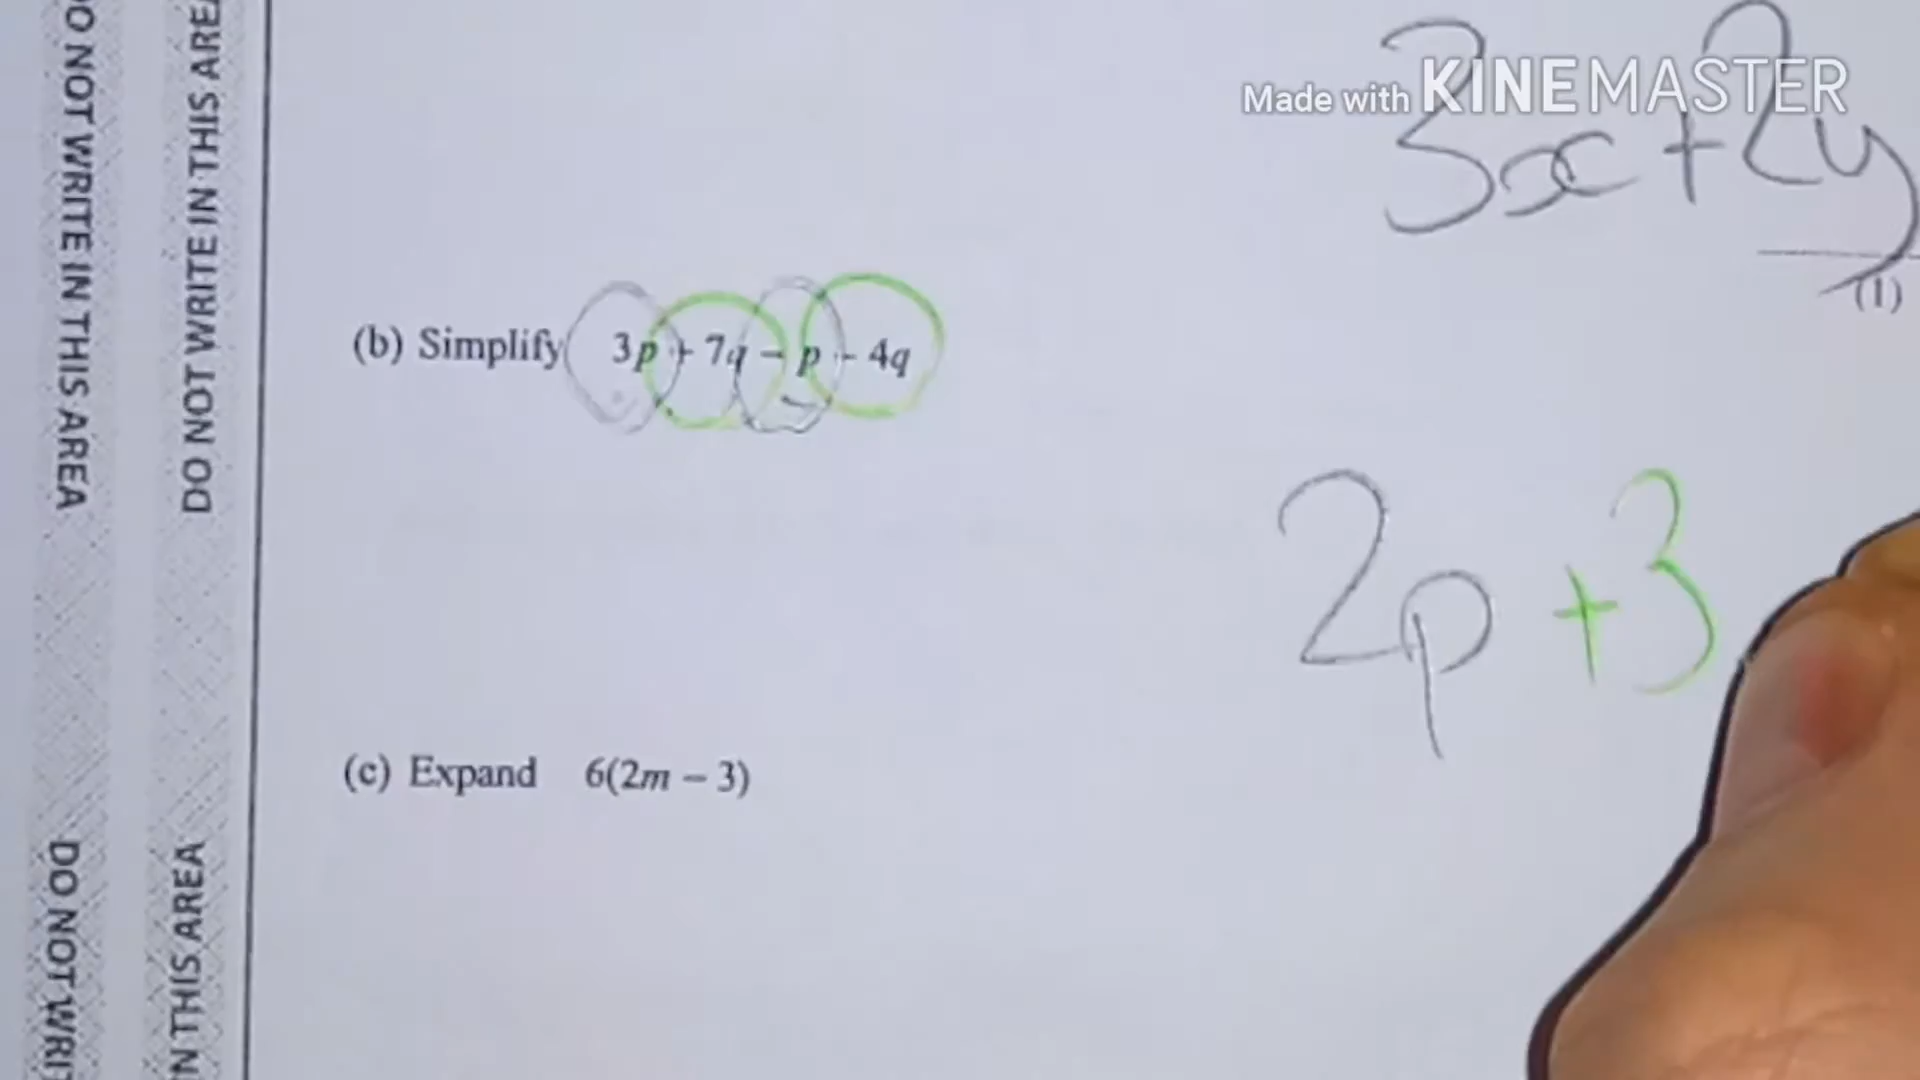 Made with KINEMASTER
3x+2y
(1)
(b) Simplify 3p + 7q – p – 4q
2p +3
(c) Expand 6(2m – 3)
O NOT WRITE IN THIS AREA
DO NOT WRI
DO NOT WRITE IN THIS AREA
N THIS AREA